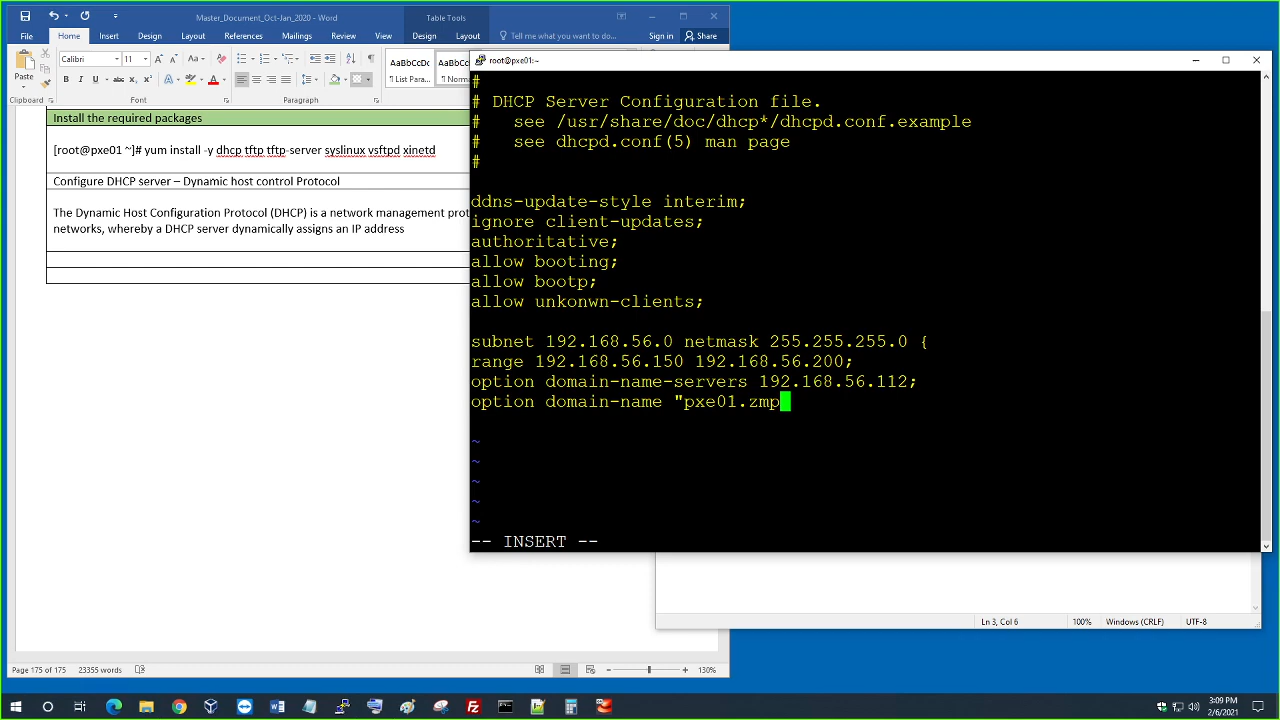 Master_Document_Oct-Jan_2020 - Word
Table Tools
File Home Insert Design Layout References Mailings Review View Design Layout Tell me what you want to do... Sign in Share
Paste
Calibri 11
AaBbCcDc AaBbCcDc
¶ List Para... ¶ Norm
Clipboard Font Paragraph
Install the required packages
[root@pxe01 ~]# yum install -y dhcp tftp tftp-server syslinux vsftpd xinetd
Configure DHCP server – Dynamic host control Protocol
The Dynamic Host Configuration Protocol (DHCP) is a network management prot
networks, whereby a DHCP server dynamically assigns an IP address
Page 175 of 175 23355 words 130%
root@pxe01:~
#
# DHCP Server Configuration file.
# see /usr/share/doc/dhcp*/dhcpd.conf.example
# see dhcpd.conf(5) man page
#
ddns-update-style interim;
ignore client-updates;
authoritative;
allow booting;
allow bootp;
allow unkonwn-clients;
subnet 192.168.56.0 netmask 255.255.255.0 {
range 192.168.56.150 192.168.56.200;
option domain-name-servers 192.168.56.112;
option domain-name "pxe01.zmp
~
~
~
~
~
-- INSERT --
Ln 3, Col 6 100% Windows (CRLF) UTF-8
3:09 PM
2/6/2021